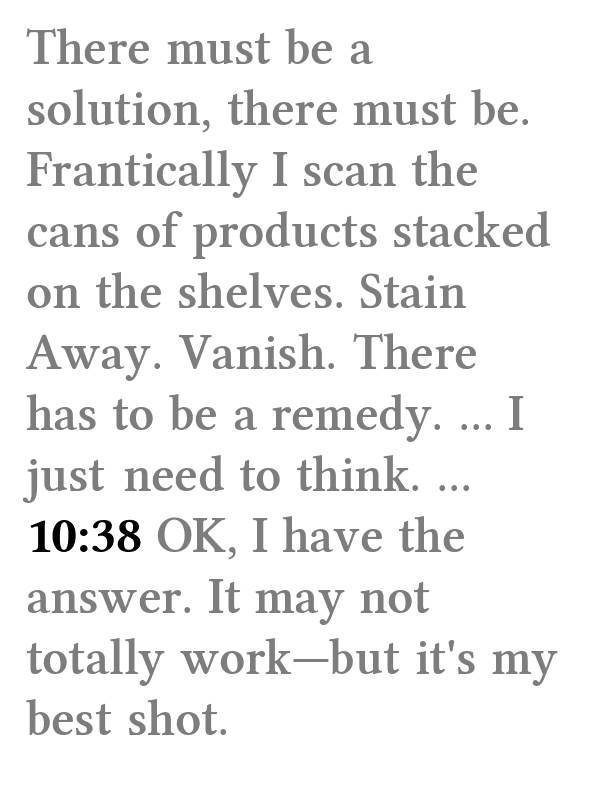 There must be a
solution, there must be.
Frantically I scan the
cans of products stacked
on the shelves. Stain
Away. Vanish. There
has to be a remedy. ... I
just need to think. ...
10:38 OK, I have the
answer. It may not
totally work—but it's my
best shot.